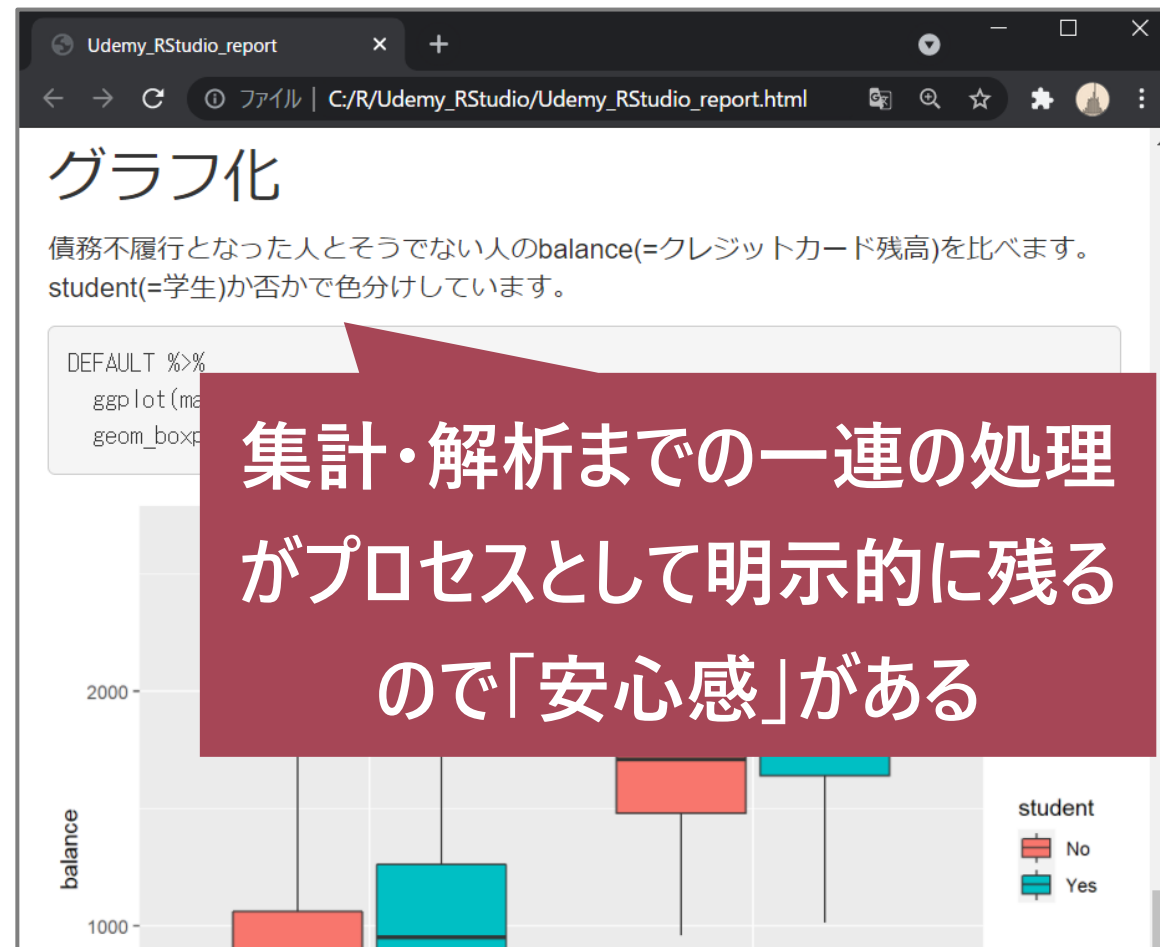 Udemy_RStudio_report
ファイル | C:/R/Udemy_RStudio/Udemy_RStudio_report.html
グラフ化
債務不履行となった人とそうでない人のbalance(=クレジットカード残高)を比べます。
student(=学生)か否かで色分けしています。
DEFAULT %>%
ggplot(ma
geom_boxp
集計・解析までの一連の処理
がプロセスとして明示的に残る
ので「安心感」がある
2000
balance
1000
student
No
Yes